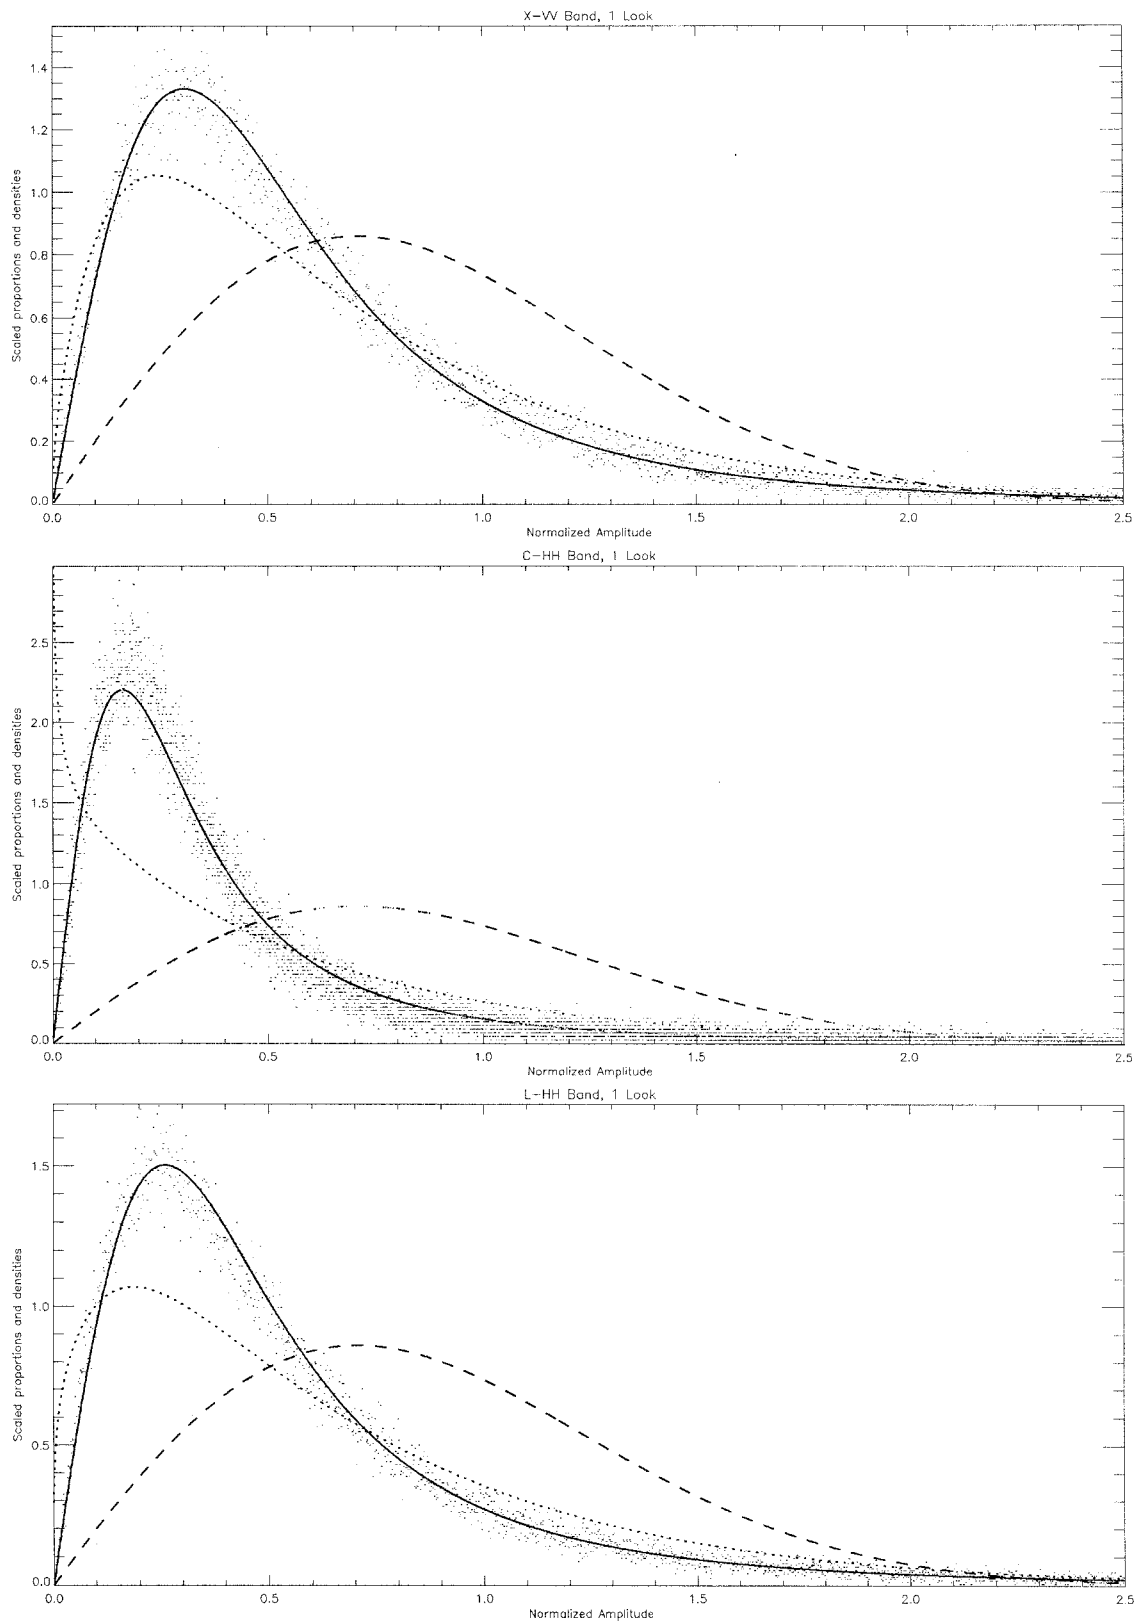 X-VV Band, 1 Look
Scaled proportions and densities
1.4
1.2
1.0
0.8
0.6
0.4
0.2
0.0
0.0 0.5 1.0 1.5 2.0 2.5
Normalized Amplitude
C-HH Band, 1 Look
Scaled proportions and densities
2.5
2.0
1.5
1.0
0.5
0.0
0.0 0.5 1.0 1.5 2.0 2.5
Normalized Amplitude
L-HH Band, 1 Look
Scaled proportions and densities
1.5
1.0
0.5
0.0
0.0 0.5 1.0 1.5 2.0 2.5
Normalized Amplitude